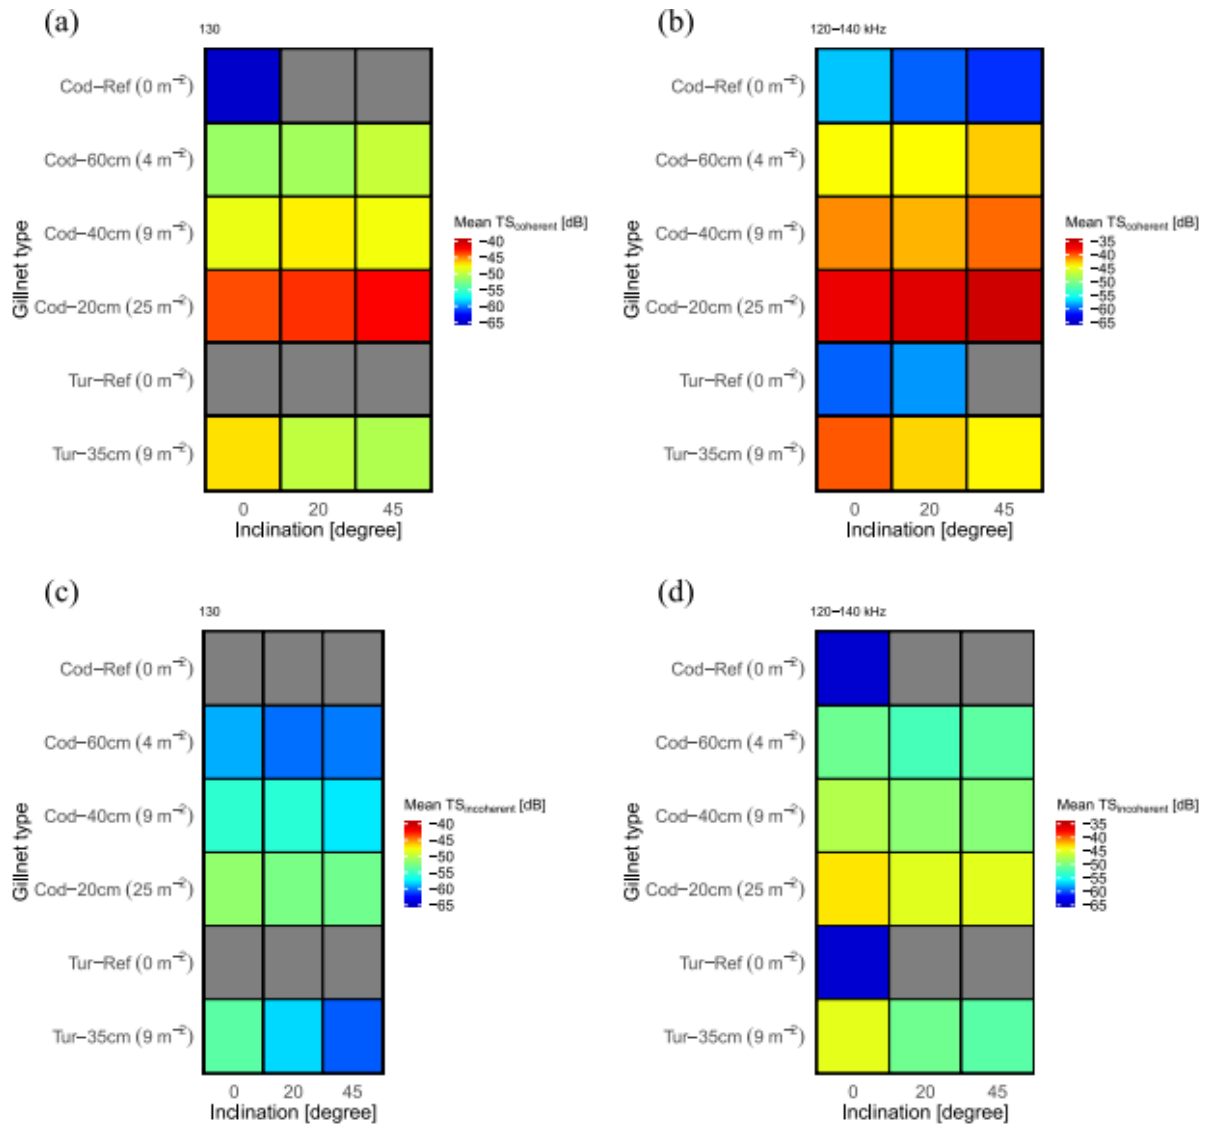 (a)
130
Cod-Ref (0 m⁻²)
Cod-60cm (4 m⁻²)
Cod-40cm (9 m⁻²)
Cod-20cm (25 m⁻²)
Tur-Ref (0 m⁻²)
Tur-35cm (9 m⁻²)
Gillnet type
0 20 45
Inclination [degree]
Mean TScoherent [dB]
-40
-45
-50
-55
-60
-65
(b)
120-140 kHz
Cod-Ref (0 m⁻²)
Cod-60cm (4 m⁻²)
Cod-40cm (9 m⁻²)
Cod-20cm (25 m⁻²)
Tur-Ref (0 m⁻²)
Tur-35cm (9 m⁻²)
Gillnet type
0 20 45
Inclination [degree]
Mean TScoherent [dB]
-35
-40
-45
-50
-55
-60
-65
(c)
130
Cod-Ref (0 m⁻²)
Cod-60cm (4 m⁻²)
Cod-40cm (9 m⁻²)
Cod-20cm (25 m⁻²)
Tur-Ref (0 m⁻²)
Tur-35cm (9 m⁻²)
Gillnet type
0 20 45
Inclination [degree]
Mean TSincoherent [dB]
-40
-45
-50
-55
-60
-65
(d)
120-140 kHz
Cod-Ref (0 m⁻²)
Cod-60cm (4 m⁻²)
Cod-40cm (9 m⁻²)
Cod-20cm (25 m⁻²)
Tur-Ref (0 m⁻²)
Tur-35cm (9 m⁻²)
Gillnet type
0 20 45
Inclination [degree]
Mean TSincoherent [dB]
-35
-40
-45
-50
-55
-60
-65